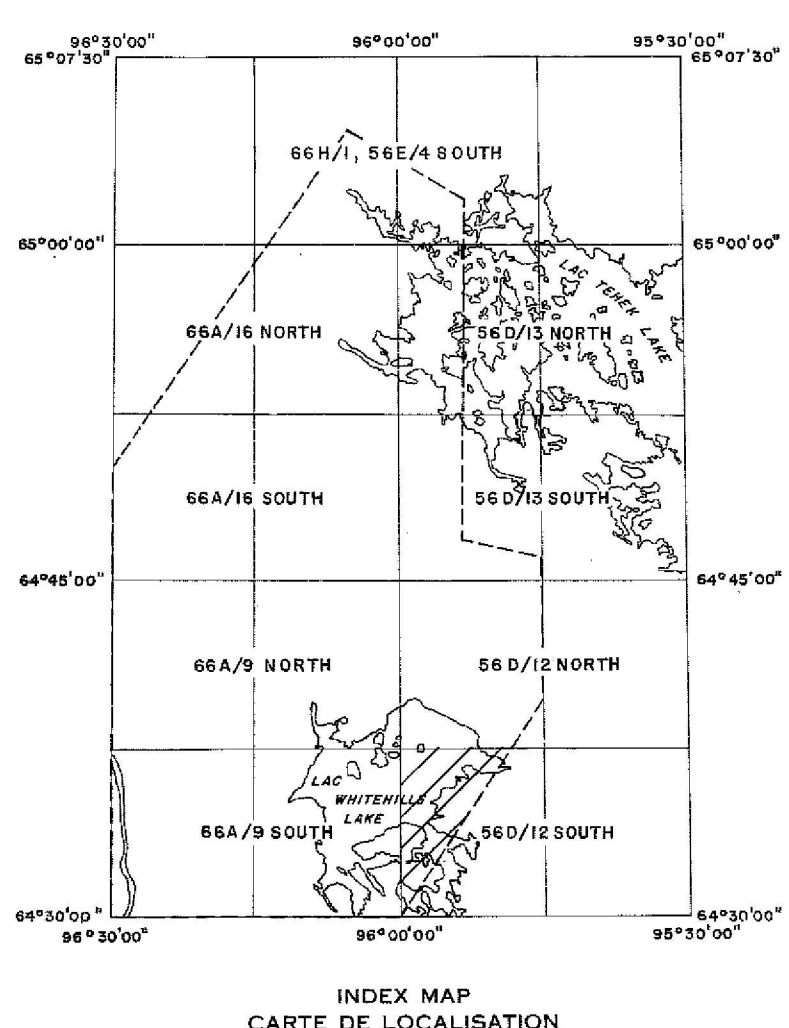 96°30'00" 96°00'00" 95°30'00"
65°07'30" 65°07'30"
66H/1, 56E/4 SOUTH
65°00'00" 65°00'00"
LAC TEHEK LAKE
66A/16 NORTH 56D/13 NORTH
66A/16 SOUTH 56D/13 SOUTH
64°45'00" 64°45'00"
66A/9 NORTH 56D/12 NORTH
LAC
WHITEHILLS
LAKE
66A/9 SOUTH 56D/12 SOUTH
64°30'00" 64°30'00"
96°30'00" 96°00'00" 95°30'00"
INDEX MAP
CARTE DE LOCALISATION